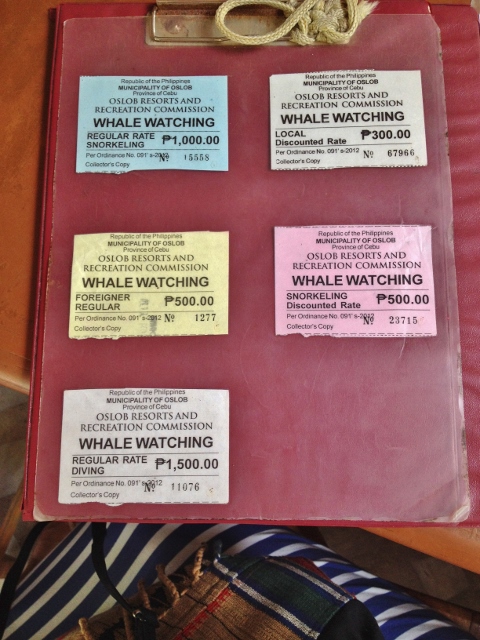 Republic of the Philippines
MUNICIPALITY OF OSLOB
Province of Cebu
OSLOB RESORTS AND
RECREATION COMMISSION
WHALE WATCHING
REGULAR RATE
SNORKELING ₱1,000.00
Per Ordinance No. 091's-2012 No 15558
Collector's Copy
Republic of the Philippines
MUNICIPALITY OF OSLOB
Province of Cebu
OSLOB RESORTS AND
RECREATION COMMISSION
WHALE WATCHING
LOCAL
Discounted Rate ₱300.00
Per Ordinance No. 091's-2012 No 67966
Collector's Copy
Republic of the Philippines
MUNICIPALITY OF OSLOB
Province of Cebu
OSLOB RESORTS AND
RECREATION COMMISSION
WHALE WATCHING
FOREIGNER
REGULAR ₱500.00
Per Ordinance No. 091's-2012 No 1277
Collector's Copy
Republic of the Philippines
MUNICIPALITY OF OSLOB
Province of Cebu
OSLOB RESORTS AND
RECREATION COMMISSION
WHALE WATCHING
SNORKELING
Discounted Rate ₱500.00
Per Ordinance No. 091's-2012 No 23715
Collector's Copy
Republic of the Philippines
MUNICIPALITY OF OSLOB
Province of Cebu
OSLOB RESORTS AND
RECREATION COMMISSION
WHALE WATCHING
REGULAR RATE
DIVING ₱1,500.00
Per Ordinance No. 091's-2012 No 11076
Collector's Copy